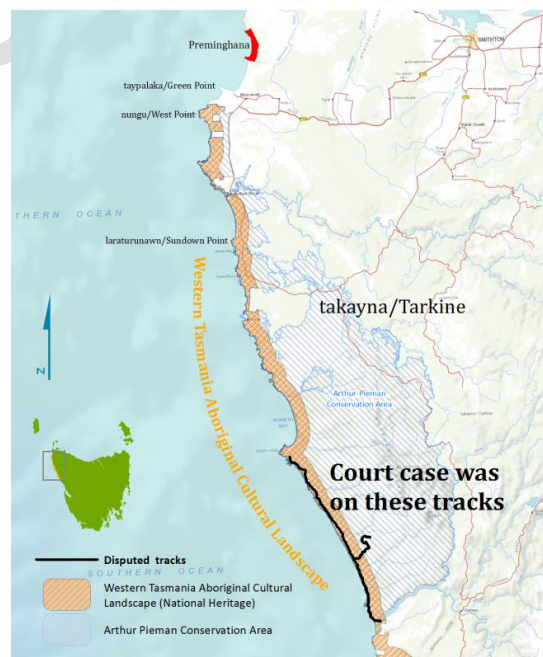 Preminghana
SMITHTON
taypalaka/Green Point
nungu/West Point
THERN OCEAN
laraturunawn/Sundown Point
Western Tasmania Aboriginal Cultural Landscape
takayna/Tarkine
N
Arthur-Pieman
Conservation Area
Court case was
on these tracks
Disputed tracks
SOUTHERN OCEAN
Western Tasmania Aboriginal Cultural
Landscape (National Heritage)
Arthur Pieman Conservation Area